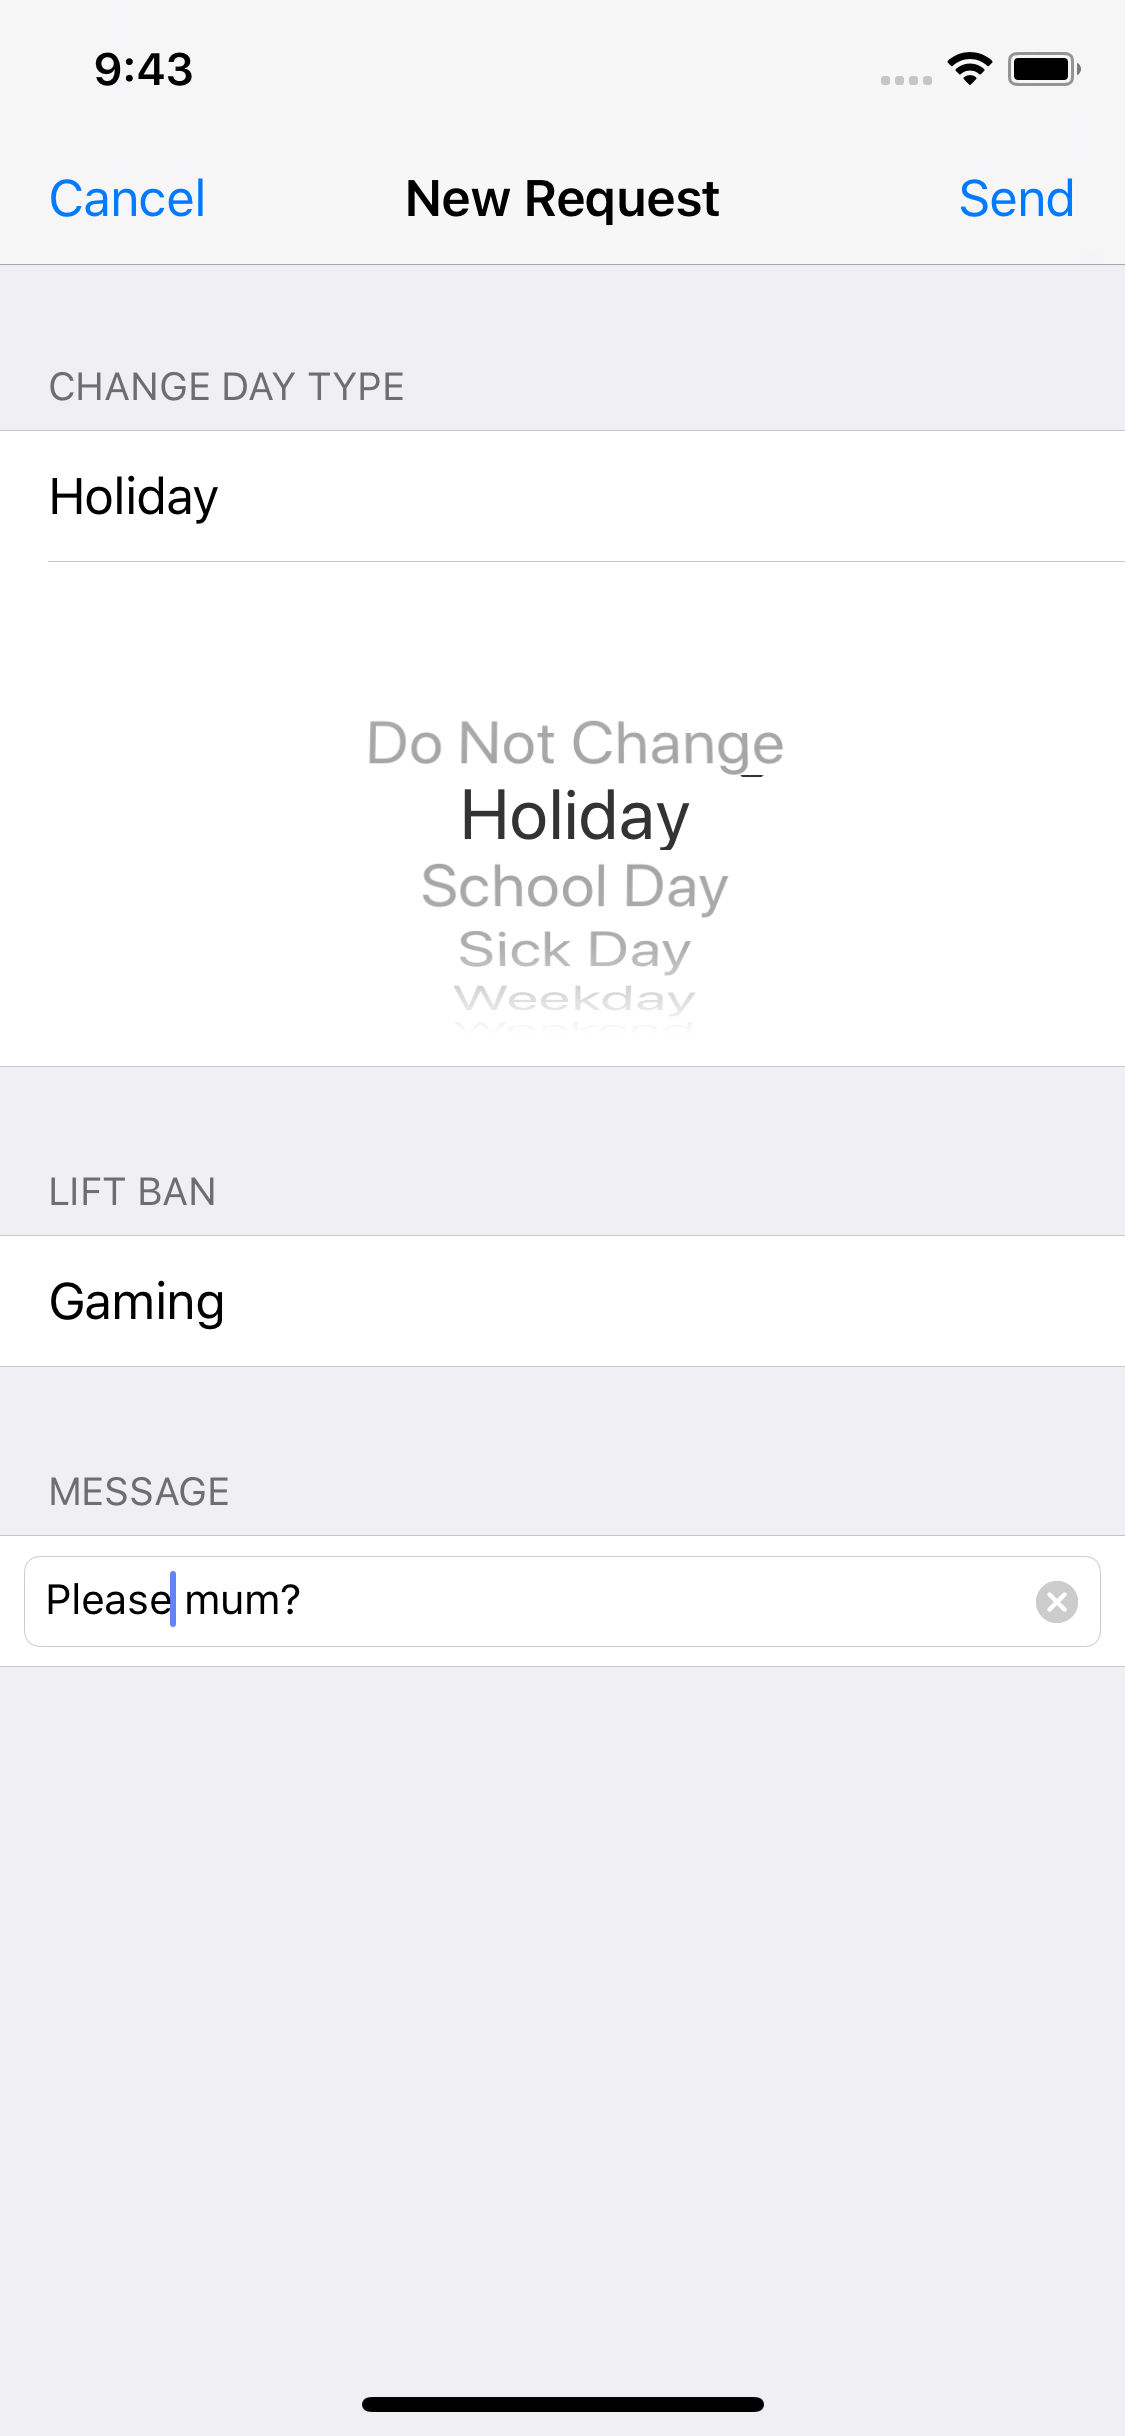 9:43
Cancel New Request Send
CHANGE DAY TYPE
Holiday
Do Not Change
Holiday
School Day
Sick Day
Weekday
Weekend
LIFT BAN
Gaming
MESSAGE
Please mum?